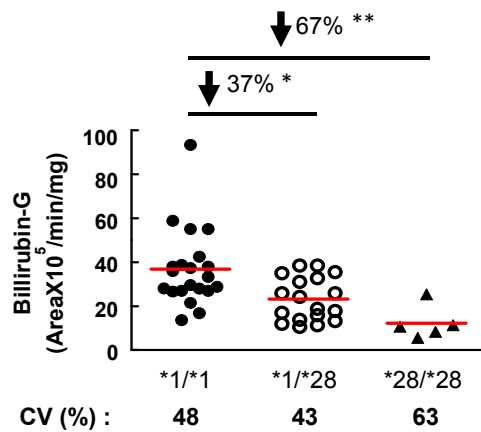 67% **
37% *
100
80
60
40
20
0
Billirubin-G
(AreaX10⁵/min/mg)
*1/*1 *1/*28 *28/*28
CV (%) : 48 43 63